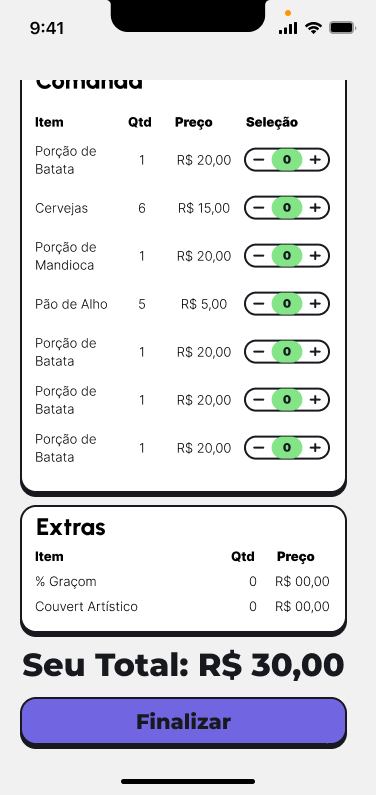 9:41
Comanda
Item Qtd Preço Seleção
Porção de
Batata
1 R$ 20,00 − 0 +
Cervejas 6 R$ 15,00 − 0 +
Porção de
Mandioca
1 R$ 20,00 − 0 +
Pão de Alho 5 R$ 5,00 − 0 +
Porção de
Batata
1 R$ 20,00 − 0 +
Porção de
Batata
1 R$ 20,00 − 0 +
Porção de
Batata
1 R$ 20,00 − 0 +
Extras
Item Qtd Preço
% Graçom 0 R$ 00,00
Couvert Artístico 0 R$ 00,00
Seu Total: R$ 30,00
Finalizar